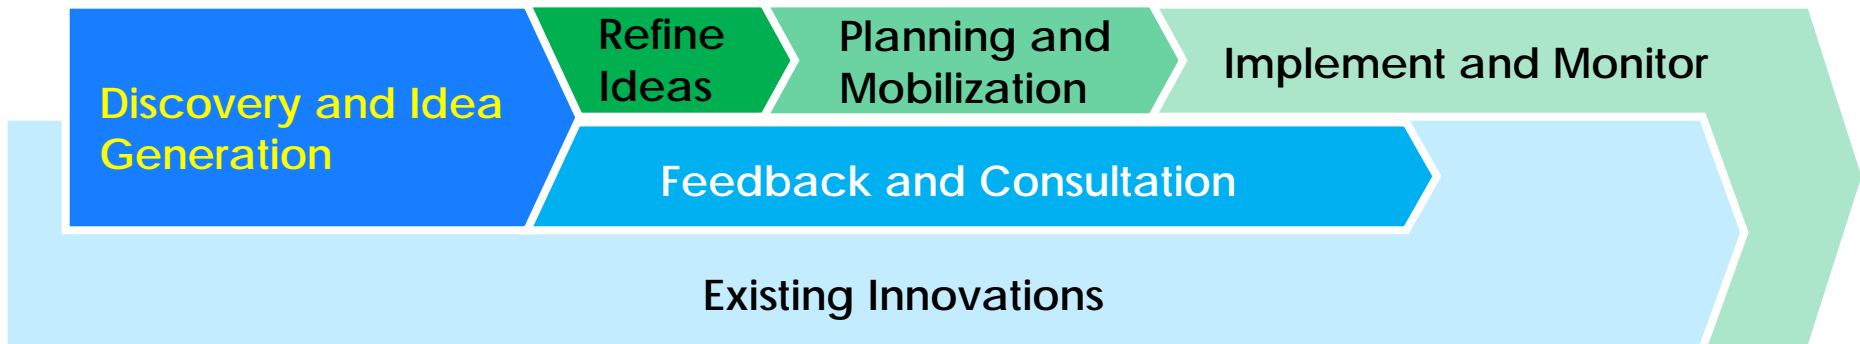 Discovery and Idea
Generation
Refine
Ideas
Planning and
Mobilization
Implement and Monitor
Feedback and Consultation
Existing Innovations